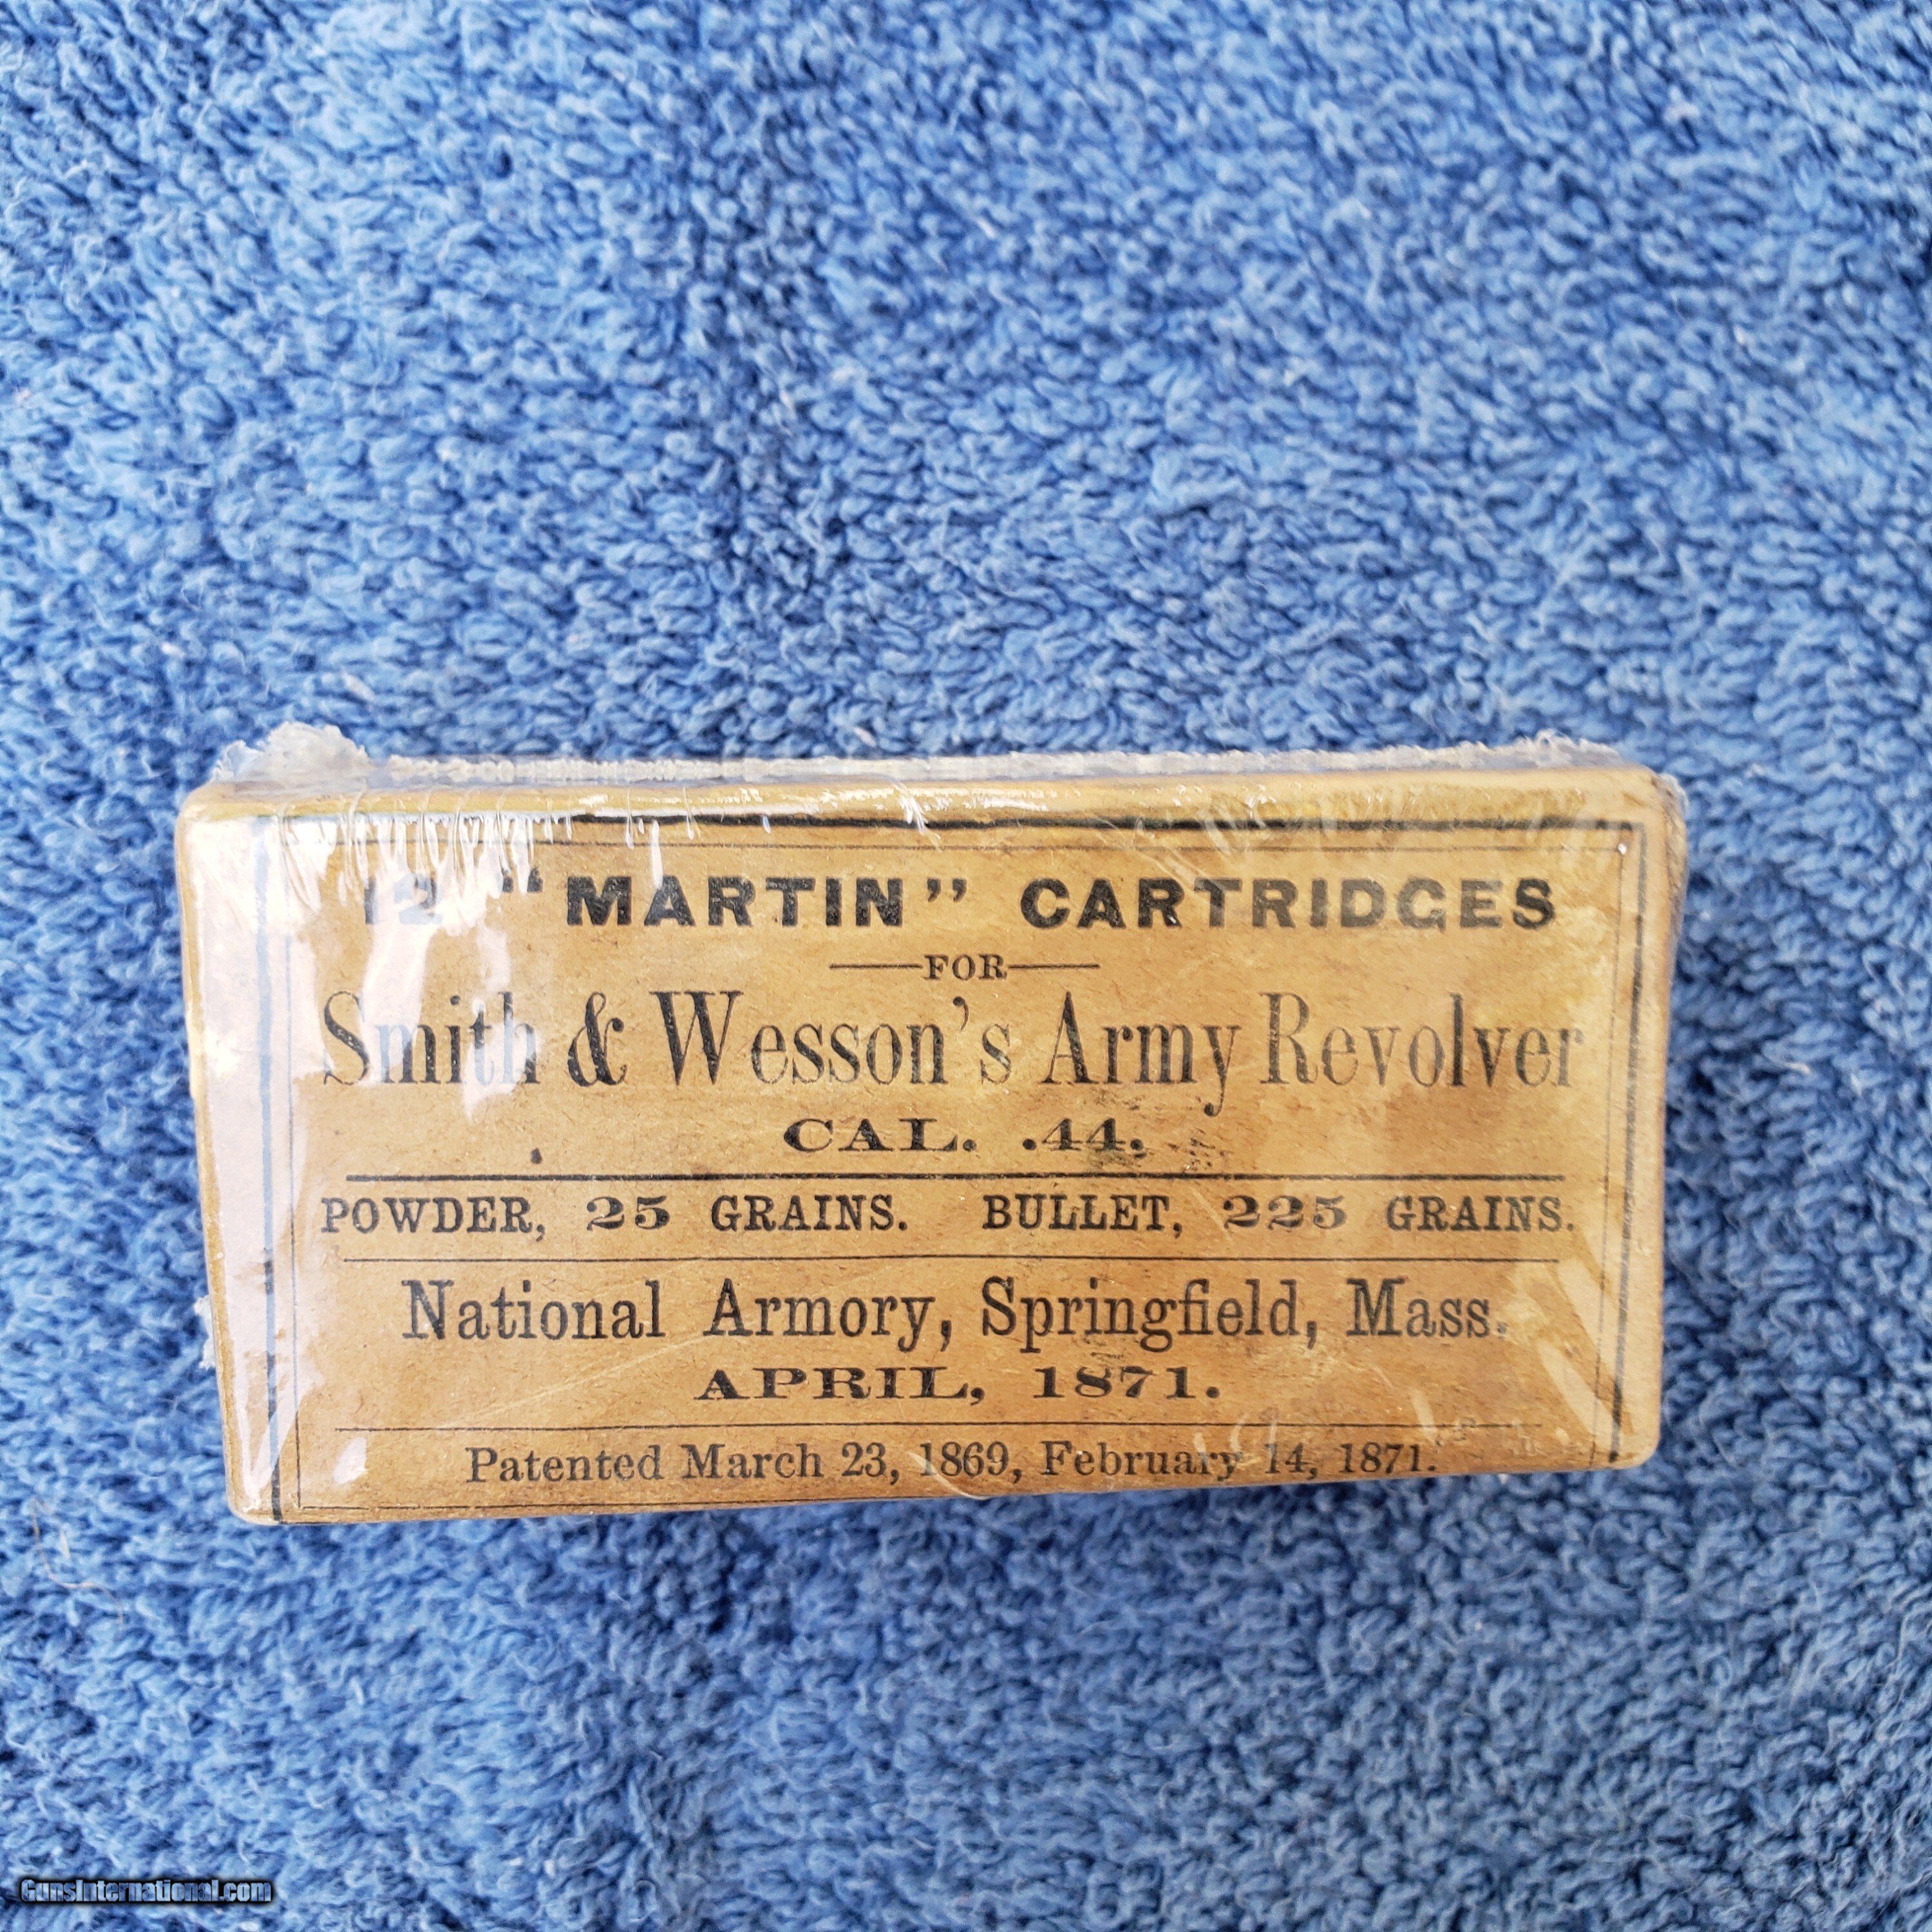 12 "MARTIN" CARTRIDGES
FOR
Smith & Wesson's Army Revolver
CAL. .44.
POWDER, 25 GRAINS. BULLET, 225 GRAINS.
National Armory, Springfield, Mass.
APRIL, 1871.
Patented March 23, 1869, February 14, 1871.
GunsInternational.com